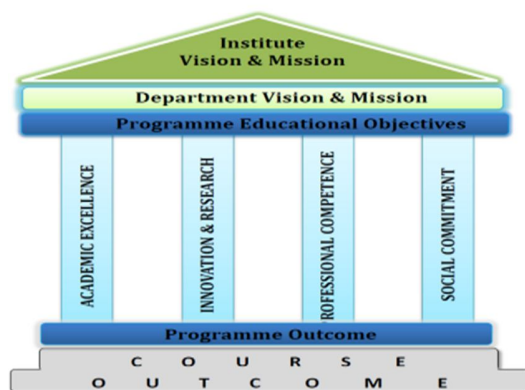 Institute
Vision & Mission
Department Vision & Mission
Programme Educational Objectives
ACADEMIC EXCELLENCE
INNOVATION & RESEARCH
PROFESSIONAL COMPETENCE
SOCIAL COMMITMENT
Programme Outcome
C O U R S E
O U T C O M E